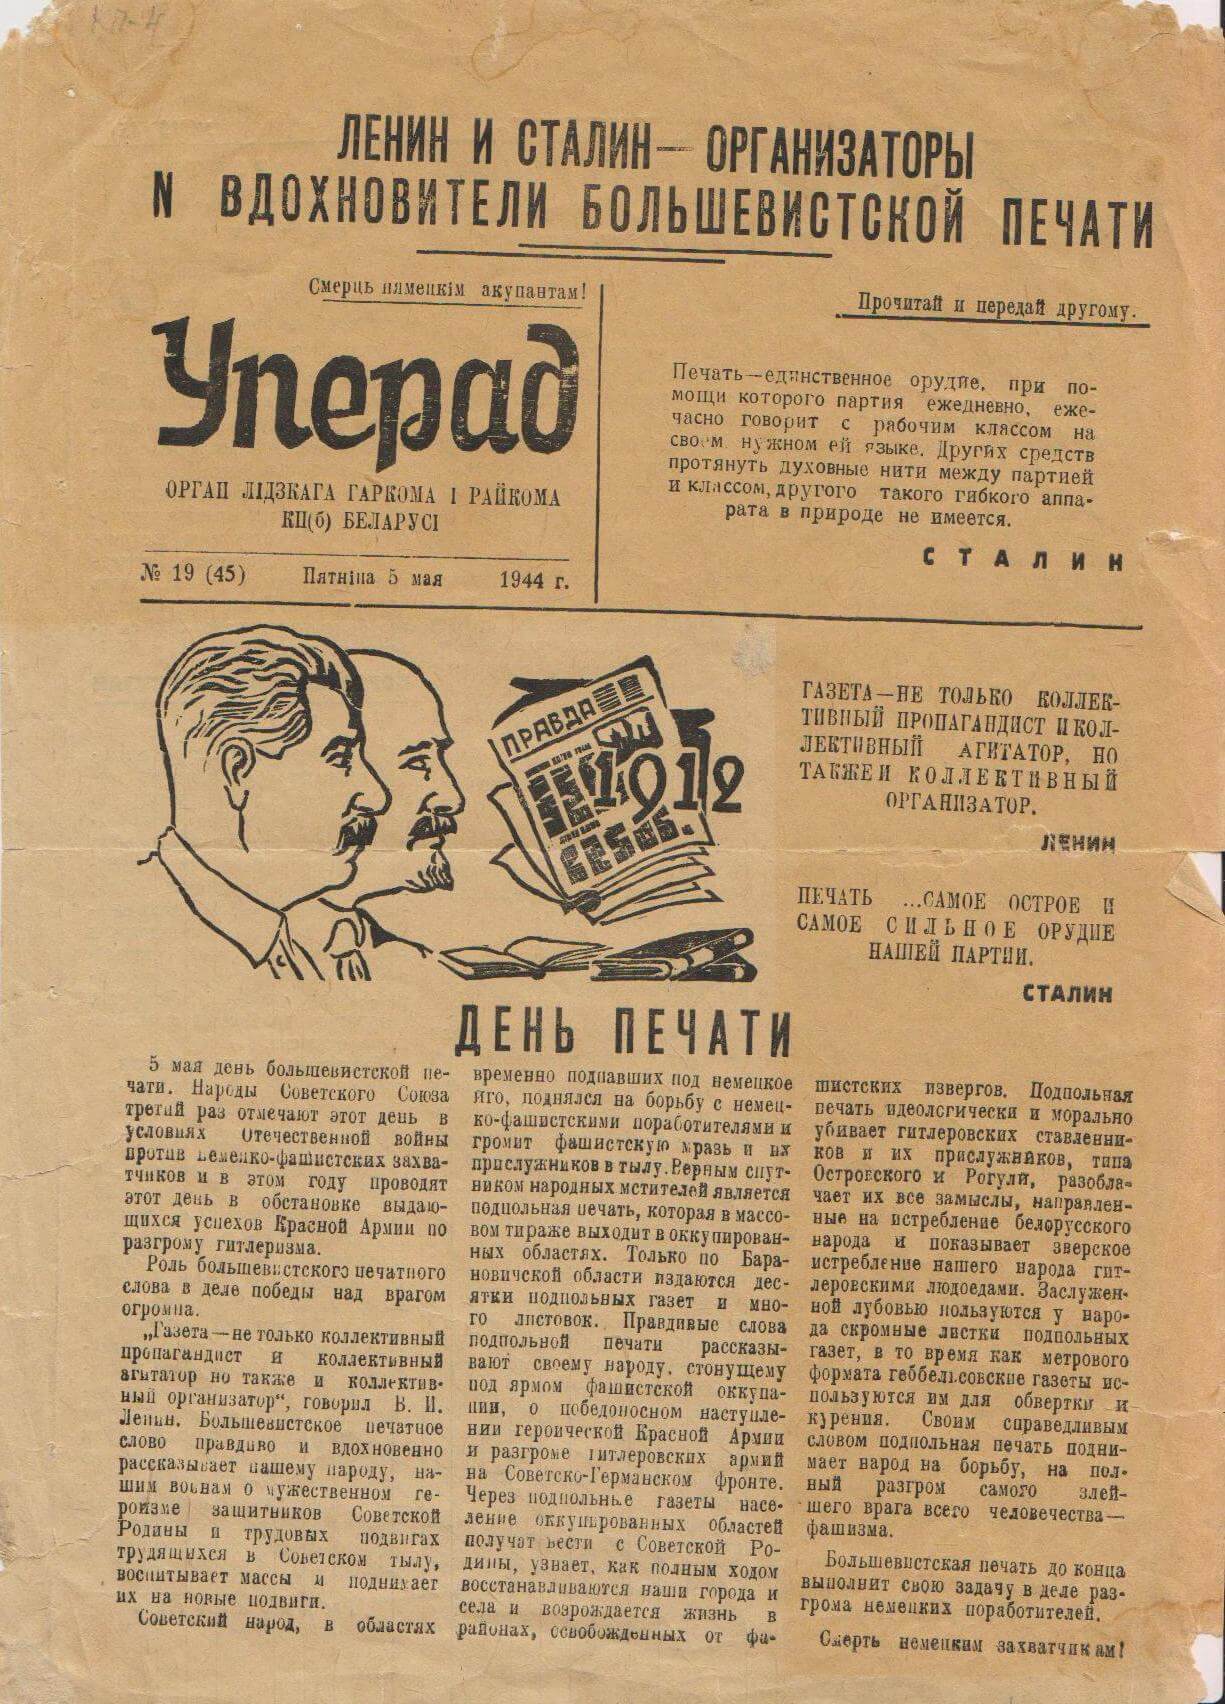 ЛЕНИН И СТАЛИН—ОРГАНИЗАТОРЫ
И ВДОХНОВИТЕЛИ БОЛЬШЕВИСТСКОЙ ПЕЧАТИ
Смерць нямецкім акупантам!
Уперад
ОРГАН ЛІДЗКАГА ГАРКОМА І РАЙКОМА
КП(б) БЕЛАРУСІ
№ 19 (45) Пятніца 5 мая 1944 г.
Прочитай и передай другому.
Печать—единственное орудие, при по-
мощи которого партия ежедневно, еже-
часно говорит с рабочим классом на
своем нужном ей языке. Других средств
протянуть духовные нити между партией
и классом, другого такого гибкого аппа-
рата в природе не имеется.
СТАЛИН
ПРАВДА
1912
ГАЗЕТА—НЕ ТОЛЬКО КОЛЛЕК-
ТИВНЫЙ ПРОПАГАНДИСТ И КОЛ-
ЛЕКТИВНЫЙ АГИТАТОР, НО
ТАКЖЕ И КОЛЛЕКТИВНЫЙ
ОРГАНИЗАТОР.
ЛЕНИН
ПЕЧАТЬ ...САМОЕ ОСТРОЕ И
САМОЕ СИЛЬНОЕ ОРУДИЕ
НАШЕЙ ПАРТИИ.
СТАЛИН
ДЕНЬ ПЕЧАТИ
5 мая день большевистской пе-
чати. Народы Советского Союза
третий раз отмечают этот день в
условиях Отечественной войны
против немецко-фашистских захва-
тчиков и в этом году проводят
этот день в обстановке выдаю-
щихся успехов Красной Армии по
разгрому гитлеризма.
Роль большевистского печатного
слова в деле победы над врагом
огромна.
„Газета—не только коллективный
пропагандист и коллективный
агитатор но также и коллектив-
ный организатор“, говорил В. И.
Ленин. Большевистское печатное
слово правдиво и вдохновенно
рассказывает нашему народу, на-
шим воинам о мужественном ге-
роизме защитников Советской
Родины и трудовых подвигах
трудящихся в Советском тылу,
воспитывает массы и поднимает
их на новые подвиги.
Советский народ, в областях
временно подпавших под немецкое
иго, поднялся на борьбу с немец-
ко-фашистскими поработителями и
громит фашистскую мразь и их
прислужников в тылу. Верным спут-
ником народных мстителей является
подпольная печать, которая в массо-
вом тираже выходит в оккупирован-
ных областях. Только по Бара-
новичской области издаются дес-
ятки подпольных газет и мно-
го листовок. Правдивые слова
подпольной печати рассказы-
вают своему народу, стонущему
под ярмом фашистской оккупа-
ции, о победоносном наступле-
нии героической Красной Армии
и разгроме гитлеровских армий
на Советско-Германском фронте.
Через подпольные газеты насе-
ление оккупированных областей
получат вести с Советской Ро-
дины, узнает, как полным ходом
восстанавливаются наши города и
села и возрождается жизнь в
районах, освобожденных от фа-
шистских извергов. Подпольная
печать идеологически и морально
убивает гитлеровских ставленни-
ков и их прислужников, типа
Островского и Рогули, разобла-
чает их все замыслы, направлен-
ные на истребление белорусского
народа и показывает зверское
истребление нашего народа гит-
леровскими людоедами. Заслужен-
ной лубовью пользуются у наро-
да скромные листки подпольных
газет, в то время как метрового
формата геббельсовские газеты ис-
пользуются им для обвертки и
курения. Своим справедливым
словом подпольная печать подни-
мает народ на борьбу, на пол-
ный разгром самого злей-
шего врага всего человечества—
фашизма.
Большевистская печать до конца
выполнит свою задачу в деле раз-
грома немецких поработителей.
Смерть немецким захватчикам!